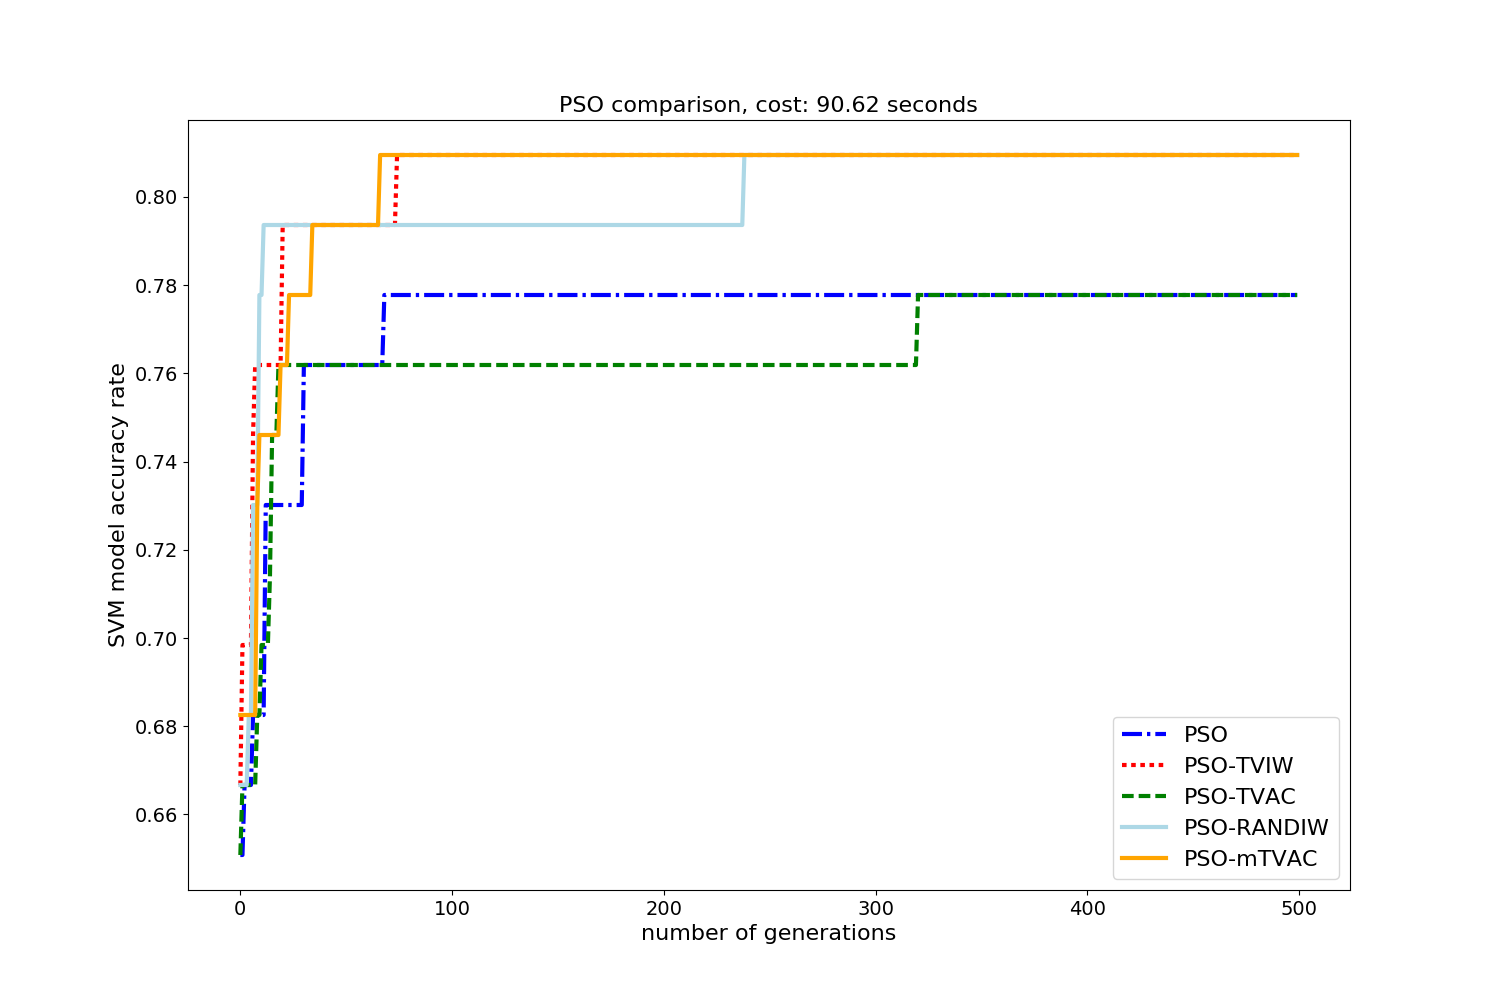 PSO comparison, cost: 90.62 seconds
SVM model accuracy rate
0.80
0.78
0.76
0.74
0.72
0.70
0.68
0.66
0 100 200 300 400 500
number of generations
PSO
PSO-TVIW
PSO-TVAC
PSO-RANDIW
PSO-mTVAC